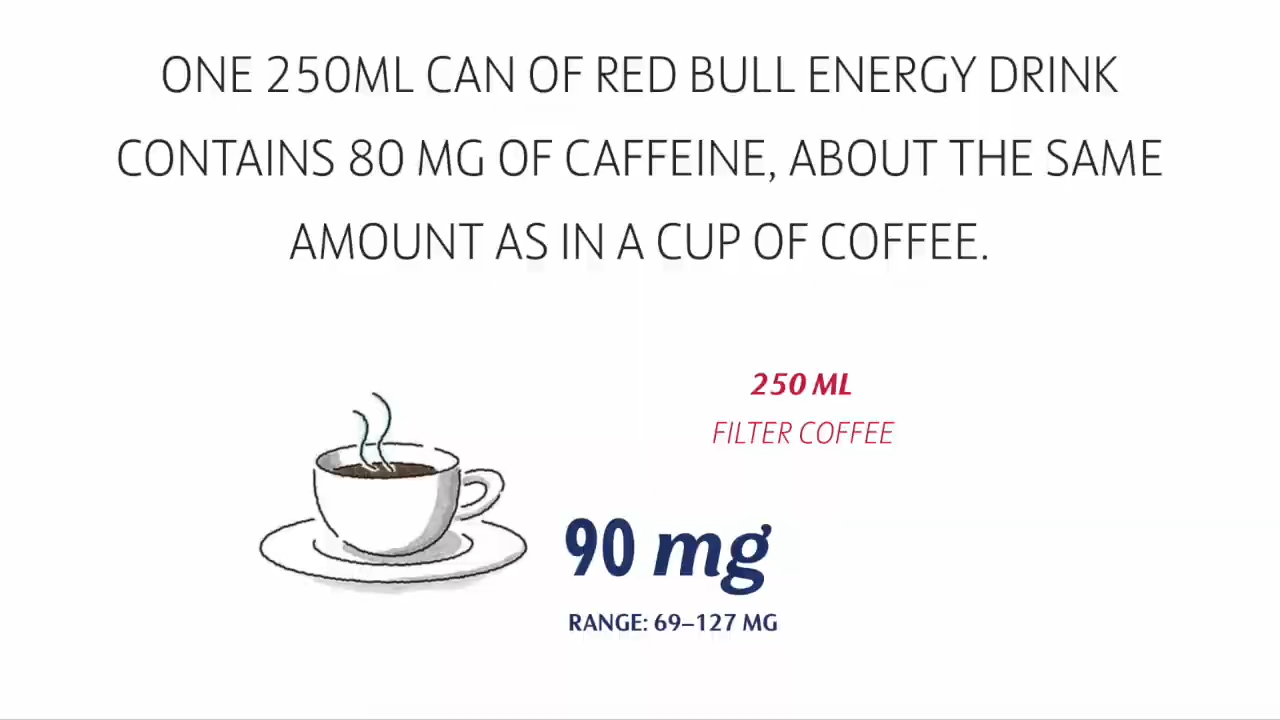 ONE 250ML CAN OF RED BULL ENERGY DRINK
CONTAINS 80 MG OF CAFFEINE, ABOUT THE SAME
AMOUNT AS IN A CUP OF COFFEE.
250 ML
FILTER COFFEE
90 mg
RANGE: 69–127 MG